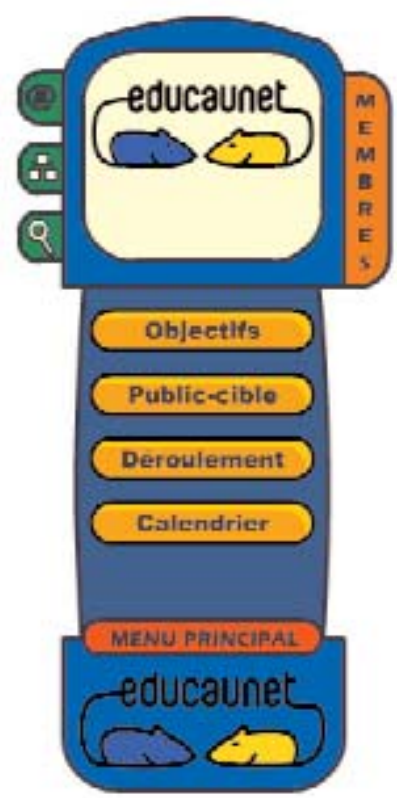 educaunet
@
MEMBRES
Objectifs
Public-cible
Deroulement
Calendrier
MENU PRINCIPAL
educaunet